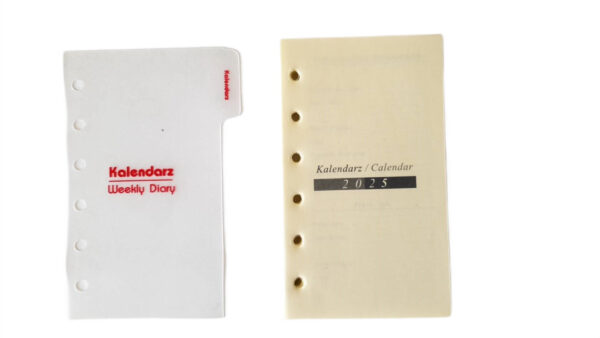 Kalendarz
Kalendarz
Weekly Diary
Kalendarz / Calendar
2025